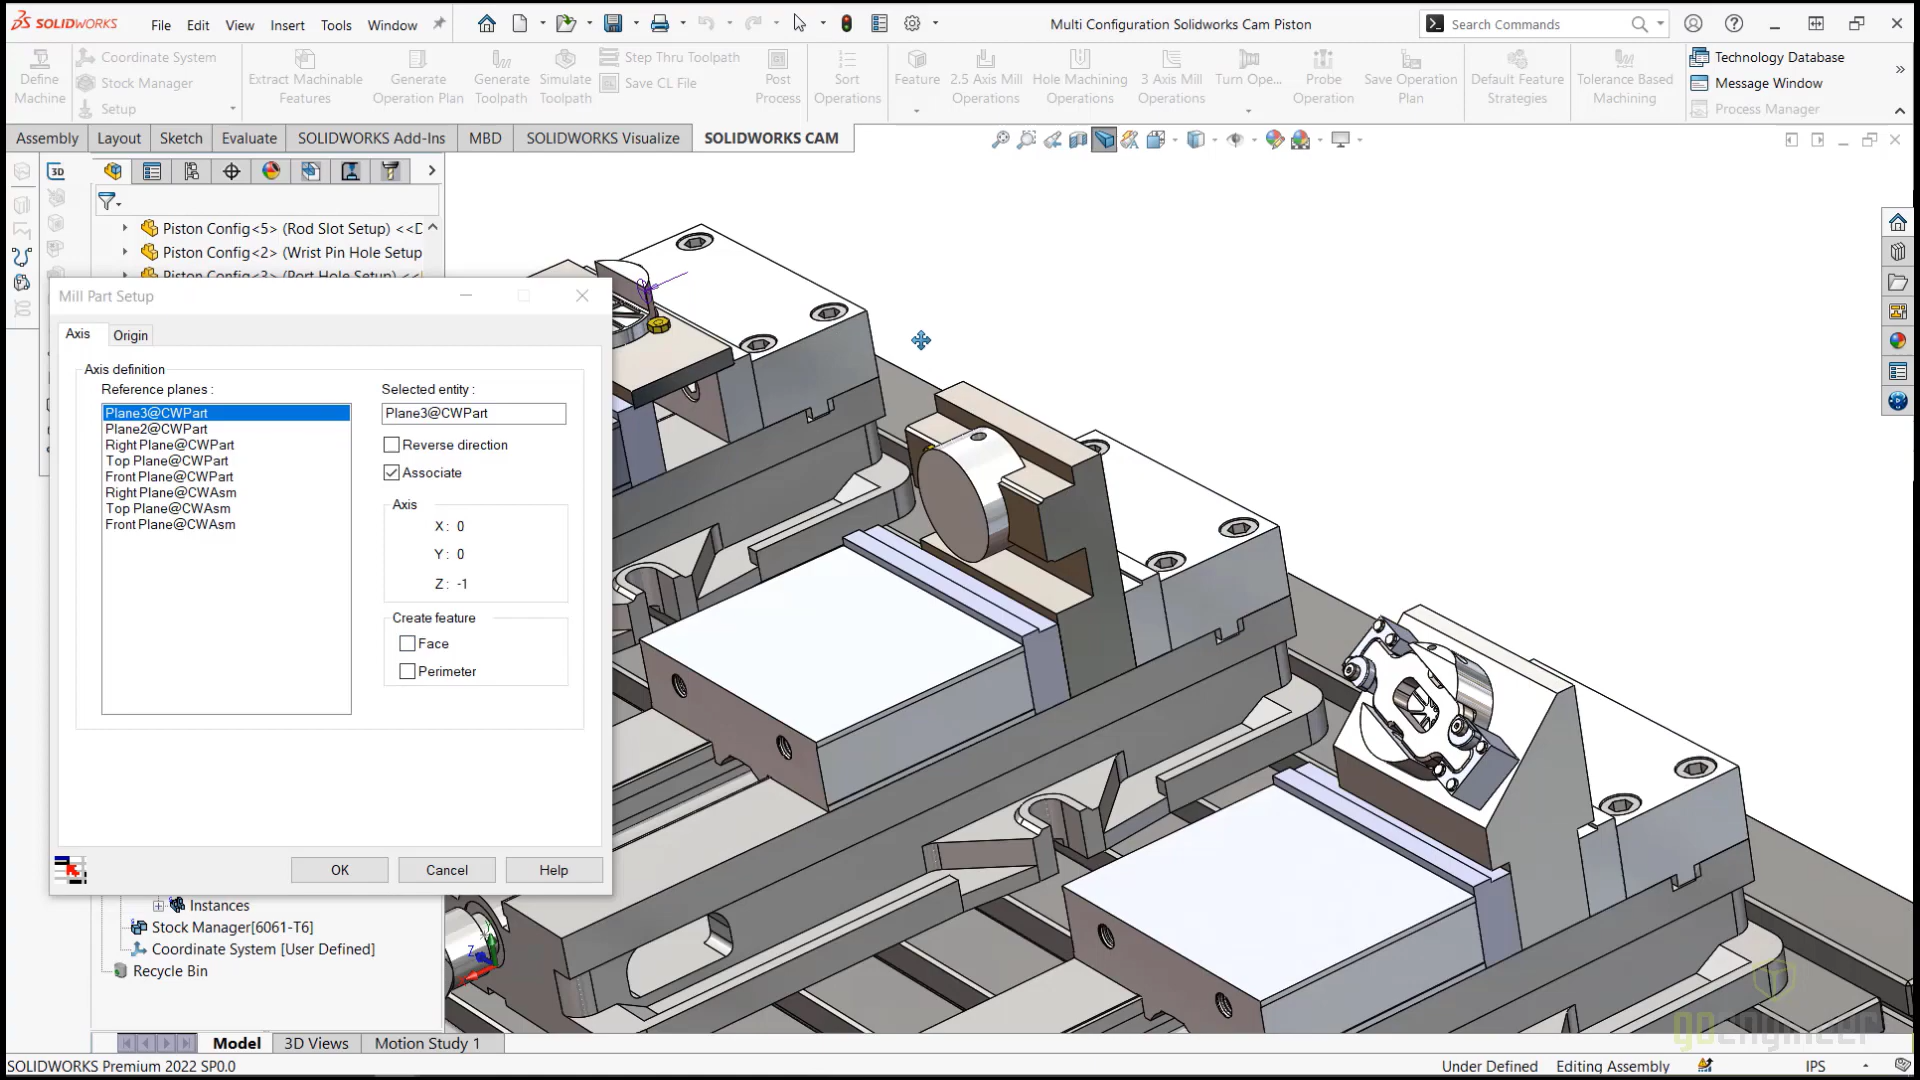 SOLIDWORKS
File Edit View Insert Tools Window
Multi Configuration Solidworks Cam Piston
Search Commands
Define Machine
Coordinate System
Stock Manager
Setup
Extract Machinable Features
Generate Operation Plan
Generate Toolpath
Simulate Toolpath
Step Thru Toolpath
Save CL File
Post Process
Sort Operations
Feature
2.5 Axis Mill Operations
Hole Machining Operations
3 Axis Mill Operations
Turn Ope...
Probe Operation
Save Operation Plan
Default Feature Strategies
Tolerance Based Machining
Technology Database
Message Window
Process Manager
Assembly Layout Sketch Evaluate SOLIDWORKS Add-Ins MBD SOLIDWORKS Visualize SOLIDWORKS CAM
3D
Piston Config<5> (Rod Slot Setup) <<D
Piston Config<2> (Wrist Pin Hole Setup
Piston Config<3> (Port Hole Setup)
Mill Part Setup
Axis Origin
Axis definition
Reference planes :
Plane3@CWPart
Plane2@CWPart
Right Plane@CWPart
Top Plane@CWPart
Front Plane@CWPart
Right Plane@CWAsm
Top Plane@CWAsm
Front Plane@CWAsm
Selected entity :
Plane3@CWPart
Reverse direction
Associate
Axis
X : 0
Y : 0
Z : -1
Create feature
Face
Perimeter
OK Cancel Help
Instances
Stock Manager[6061-T6]
Coordinate System [User Defined]
Recycle Bin
Z
Model 3D Views Motion Study 1
goengineer
SOLIDWORKS Premium 2022 SP0.0
Under Defined Editing Assembly IPS